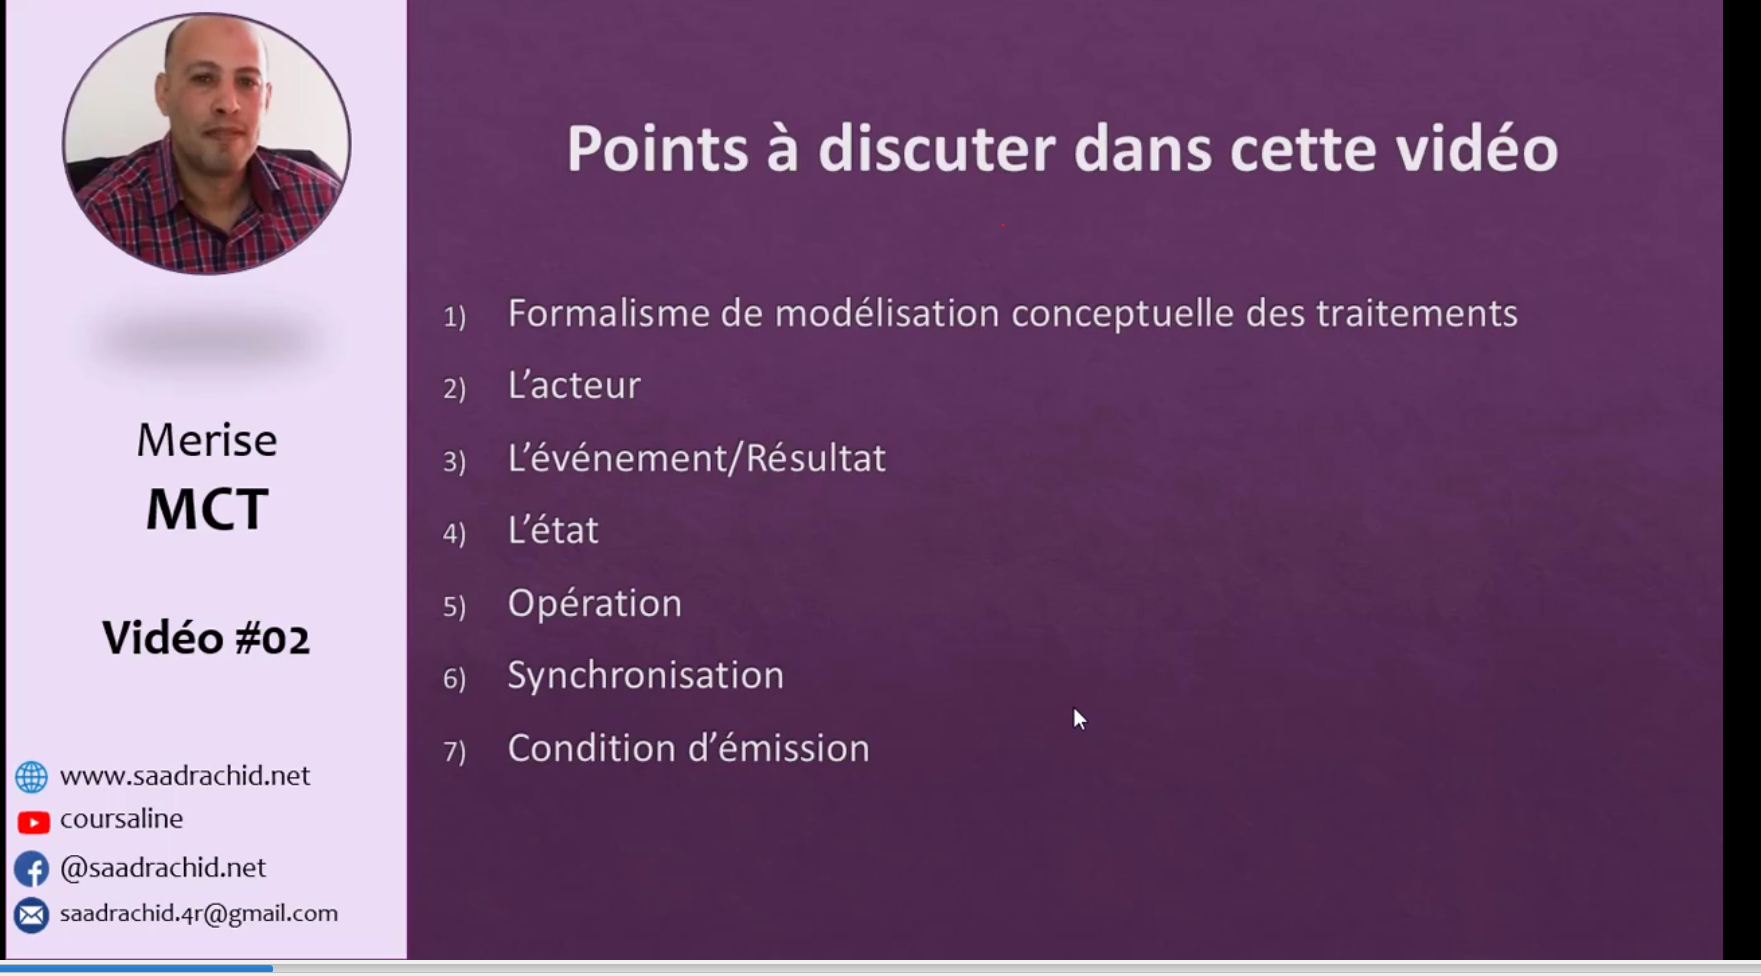 Merise
MCT
Vidéo #02
www.saadrachid.net
coursaline
@saadrachid.net
saadrachid.4r@gmail.com
Points à discuter dans cette vidéo
1) Formalisme de modélisation conceptuelle des traitements
2) L’acteur
3) L’événement/Résultat
4) L’état
5) Opération
6) Synchronisation
7) Condition d’émission